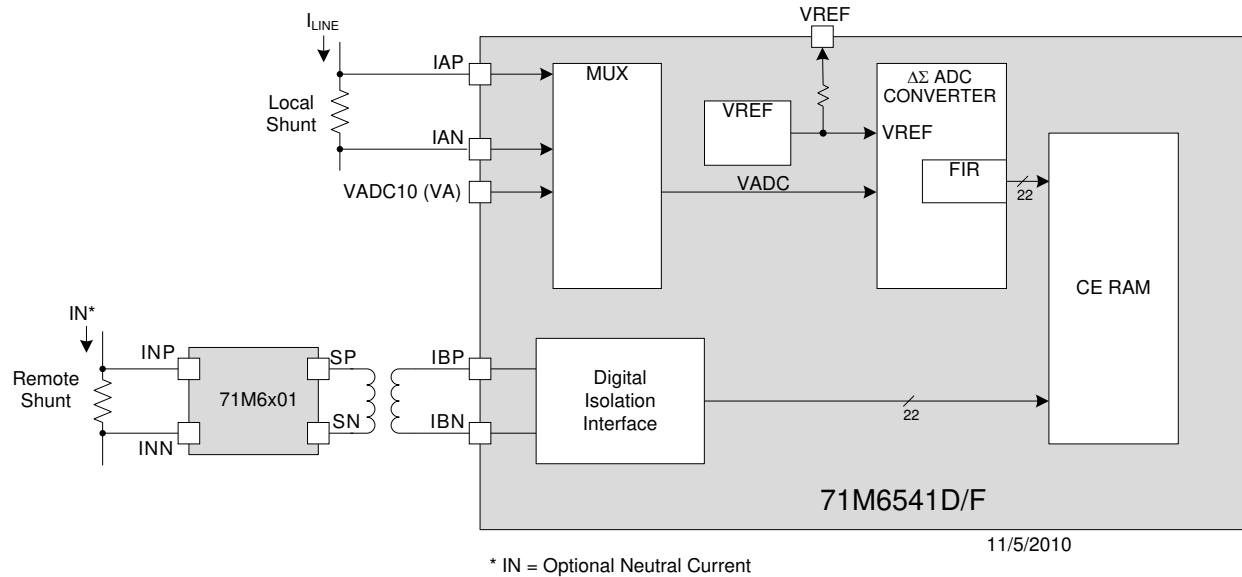 I_LINE
VREF
IAP
MUX
ΔΣ ADC
CONVERTER
Local
Shunt
VREF
VREF
IAN
FIR
VADC10 (VA)
VADC
22
CE RAM
IN*
INP
SP
IBP
Remote
Shunt
71M6x01
Digital
Isolation
Interface
22
SN
IBN
INN
71M6541D/F
11/5/2010
* IN = Optional Neutral Current